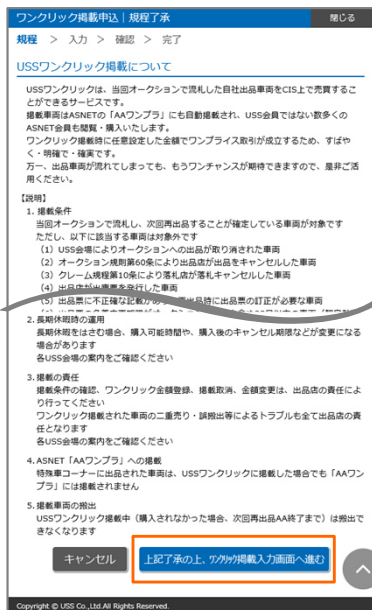 ワンクリック掲載申込｜規程了承
閉じる
規程 > 入力 > 確認 > 完了
USSワンクリック掲載について
USSワンクリックは、当回オークションで流札した自社出品車両をCIS上で売買するこ
とができるサービスです。
掲載車両はASNETの「AAワンプラ」にも自動掲載され、USS会員ではない数多くの
ASNET会員も閲覧・購入いたします。
ワンクリック掲載時に任意設定した金額でワンプライス取引が成立するため、すばや
く・明確で・確実です。
万一、出品車両が流れてしまっても、もうワンチャンスが期待できますので、是非ご活
用ください。
【説明】
1. 掲載条件
当回オークションで流札し、次回再出品することが確定している車両が対象です
ただし、以下に該当する車両は対象外です
(1) USS会場によりオークションへの出品が取り消された車両
(2) オークション規則第60条により出品店が出品をキャンセルした車両
(3) クレーム規程第10条により落札店が落札キャンセルした車両
(4) 出品店が出裏票を発行した車両
(5) 出品票に不正確な記載があり、再出品時に出品票の訂正が必要な車両
2. 長期休暇時の運用
長期休暇をはさむ場合、購入可能時間や、購入後のキャンセル期限などが変更になる
場合があります
各USS会場の案内をご確認ください
3. 掲載の責任
掲載条件の確認、ワンクリック金額登録、掲載取消、金額変更は、出品店の責任によ
り行ってください
ワンクリック掲載された車両の二重売り・誤搬出等によるトラブルも全て出品店の責
任となります
各USS会場の案内をご確認ください
4. ASNET「AAワンプラ」への掲載
特殊車コーナーに出品された車両は、USSワンクリックに掲載した場合でも「AAワン
プラ」には掲載されません
5. 掲載車両の搬出
USSワンクリック掲載中（購入されなかった場合、次回再出品AA終了まで）は搬出で
きなくなります
キャンセル
上記了承の上、ワンクリック掲載入力画面へ進む
Copyright © USS Co.,Ltd.All Rights Reserved.